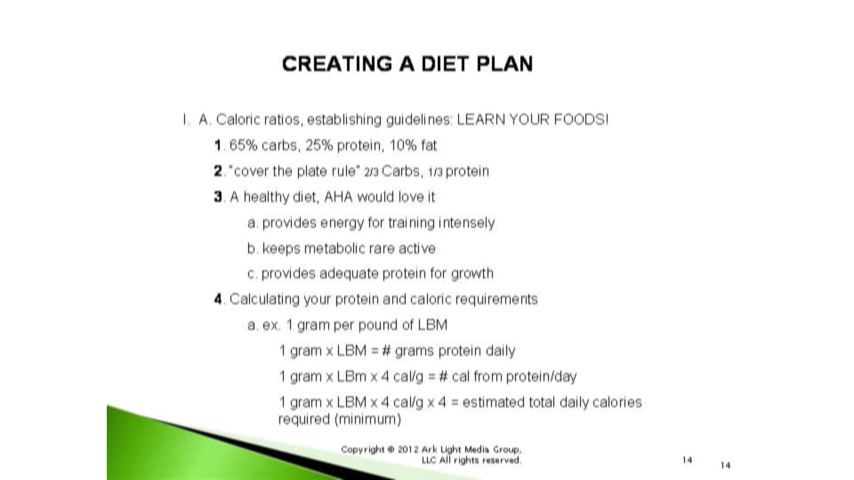 CREATING A DIET PLAN
I. A. Caloric ratios, establishing guidelines: LEARN YOUR FOODS!
1. 65% carbs, 25% protein, 10% fat
2. "cover the plate rule" 2/3 Carbs, 1/3 protein
3. A healthy diet, AHA would love it
a. provides energy for training intensely
b. keeps metabolic rare active
c. provides adequate protein for growth
4. Calculating your protein and caloric requirements
a. ex. 1 gram per pound of LBM
1 gram x LBM = # grams protein daily
1 gram x LBm x 4 cal/g = # cal from protein/day
1 gram x LBM x 4 cal/g x 4 = estimated total daily calories
required (minimum)
Copyright © 2012 Ark Light Media Group,
LLC All rights reserved.
14
14